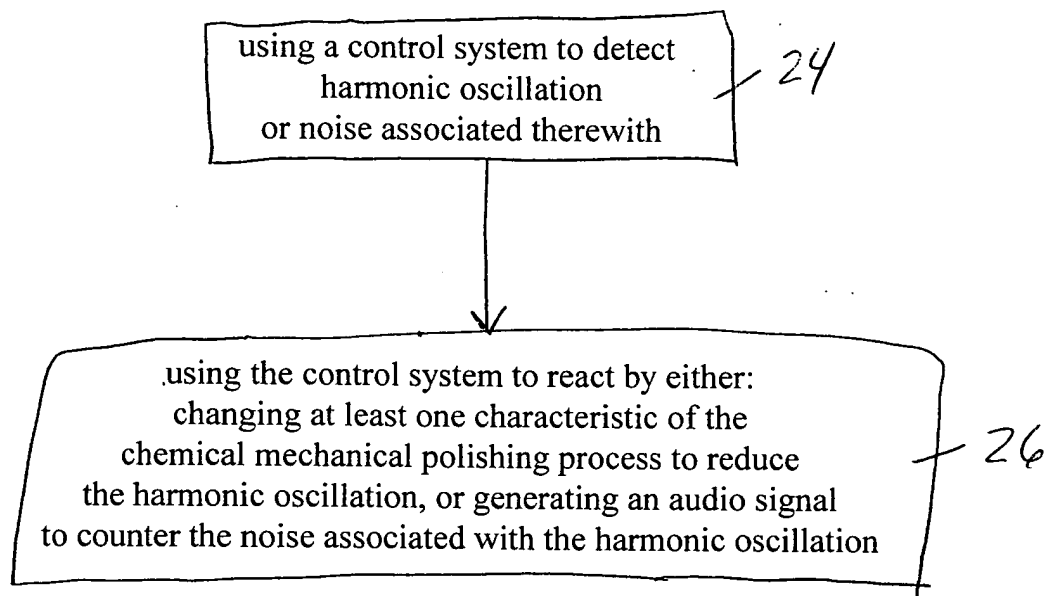 using a control system to detect
harmonic oscillation
or noise associated therewith
24
using the control system to react by either:
changing at least one characteristic of the
chemical mechanical polishing process to reduce
the harmonic oscillation, or generating an audio signal
to counter the noise associated with the harmonic oscillation
26